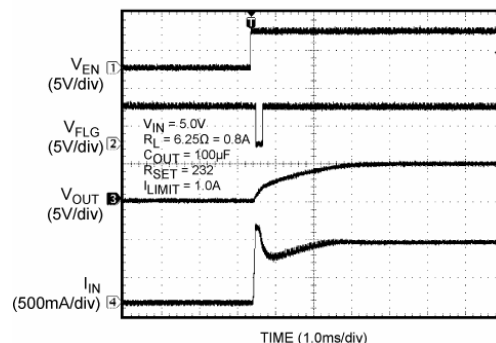 T
V_EN 1
(5V/div)
V_FLG 2
(5V/div)
V_IN = 5.0V
R_L = 6.25Ω = 0.8A
C_OUT = 100µF
R_SET = 232
I_LIMIT = 1.0A
V_OUT 3
(5V/div)
I_IN 4
(500mA/div)
TIME (1.0ms/div)